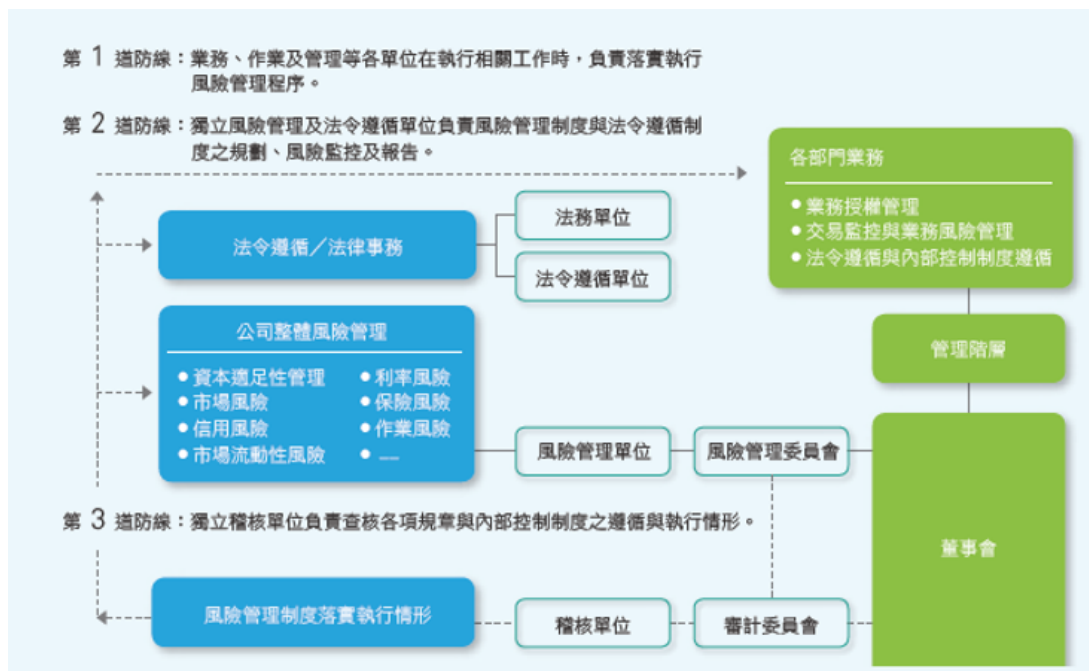 第 1 道防線：業務、作業及管理等各單位在執行相關工作時，負責落實執行
風險管理程序。
第 2 道防線：獨立風險管理及法令遵循單位負責風險管理制度與法令遵循制
度之規劃、風險監控及報告。
各部門業務
● 業務授權管理
● 交易監控與業務風險管理
● 法令遵循與內部控制制度遵循
法令遵循／法律事務
法務單位
法令遵循單位
管理階層
公司整體風險管理
● 資本適足性管理
● 市場風險
● 信用風險
● 市場流動性風險
● 利率風險
● 保險風險
● 作業風險
● —
風險管理單位
風險管理委員會
董事會
第 3 道防線：獨立稽核單位負責查核各項規章與內部控制制度之遵循與執行情形。
風險管理制度落實執行情形
稽核單位
審計委員會